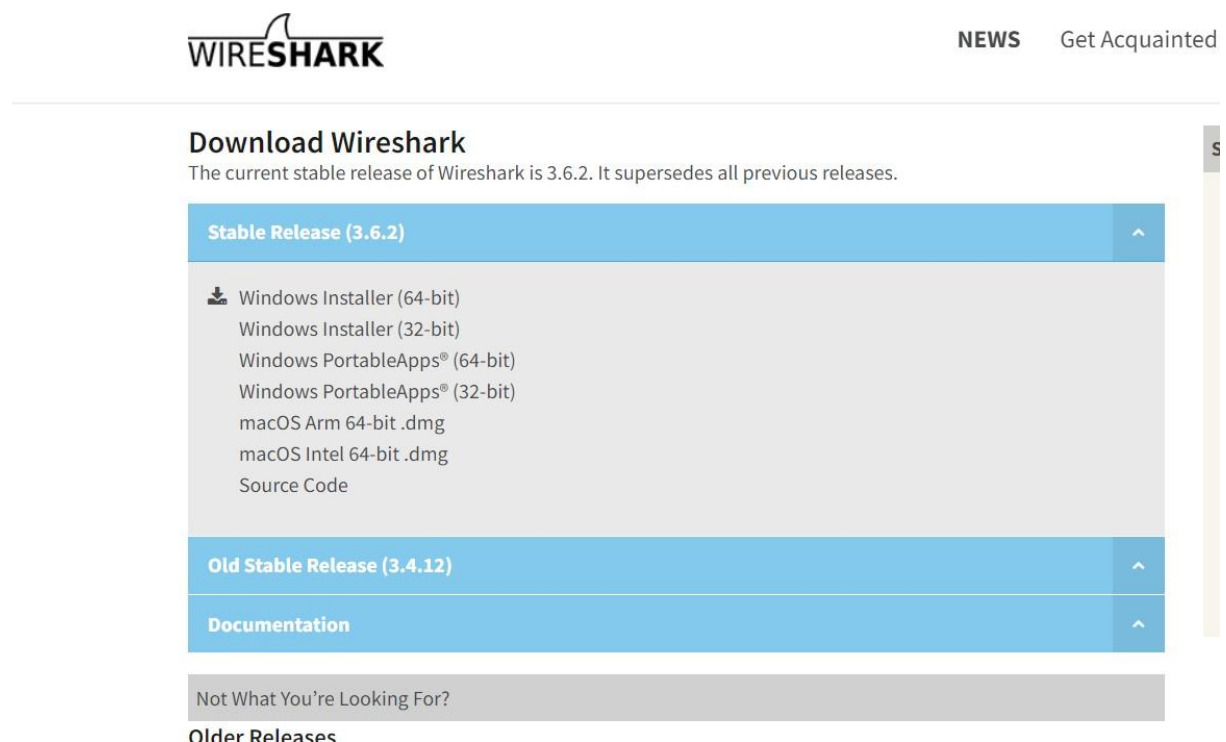 WIRESHARK
NEWS Get Acquainted
Download Wireshark
The current stable release of Wireshark is 3.6.2. It supersedes all previous releases.
S
Stable Release (3.6.2)
Windows Installer (64-bit)
Windows Installer (32-bit)
Windows PortableApps® (64-bit)
Windows PortableApps® (32-bit)
macOS Arm 64-bit .dmg
macOS Intel 64-bit .dmg
Source Code
Old Stable Release (3.4.12)
Documentation
Not What You’re Looking For?
Older Releases